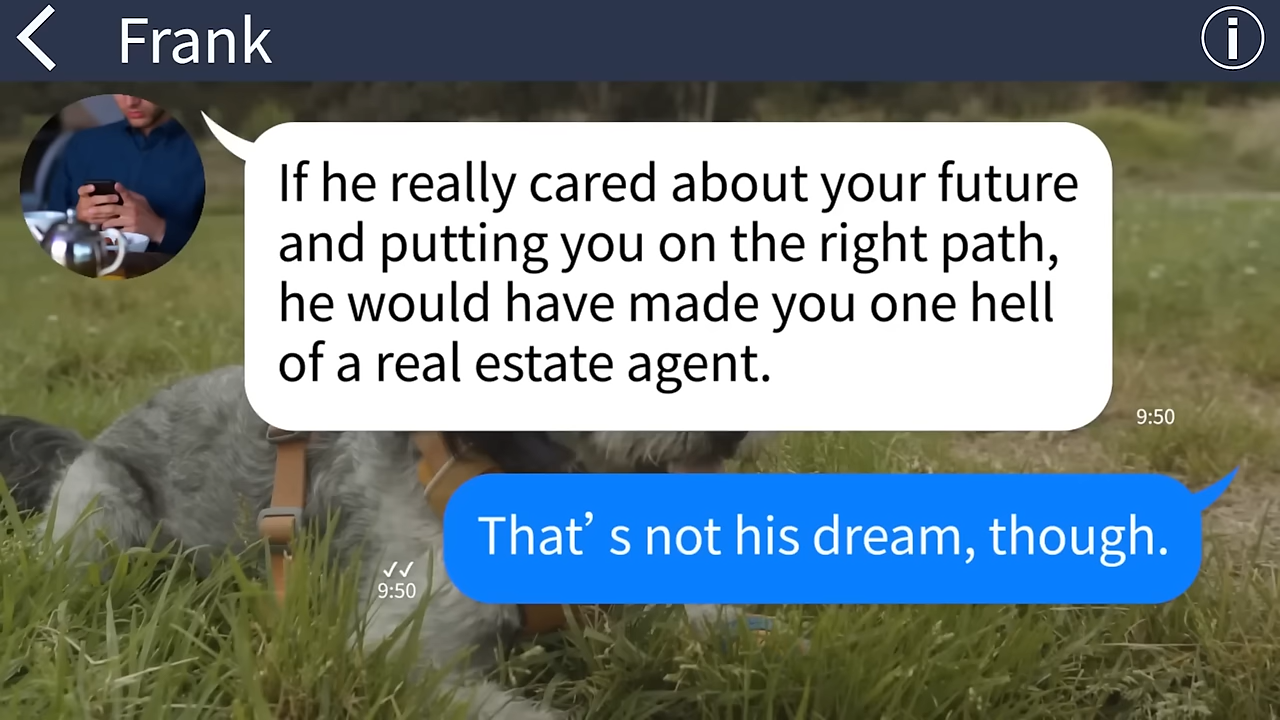 Frank
If he really cared about your future
and putting you on the right path,
he would have made you one hell
of a real estate agent.
9:50
That’s not his dream, though.
9:50